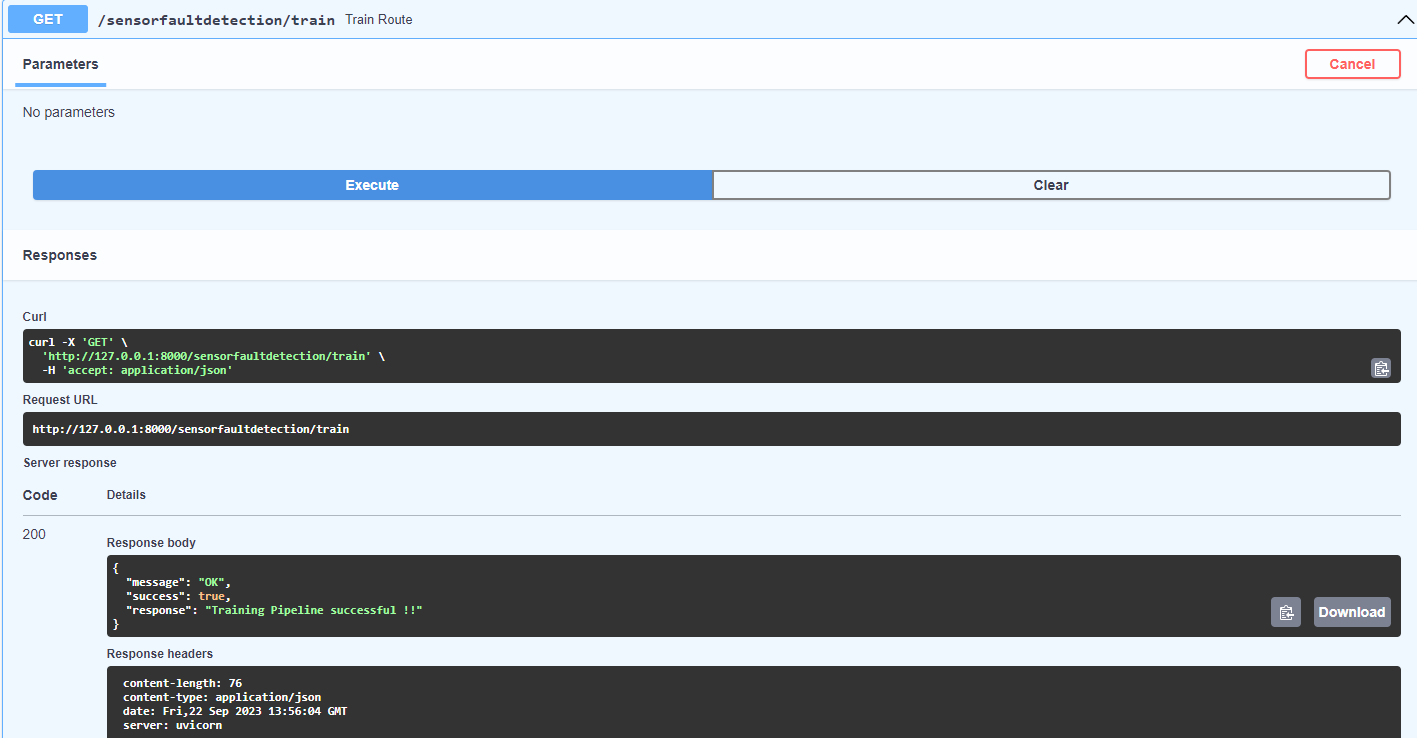 GET /sensorfaultdetection/train Train Route
Parameters
Cancel
No parameters
Execute
Clear
Responses
Curl
curl -X 'GET' \
  'http://127.0.0.1:8000/sensorfaultdetection/train' \
  -H 'accept: application/json'
Request URL
http://127.0.0.1:8000/sensorfaultdetection/train
Server response
Code Details
200
Response body
{
  "message": "OK",
  "success": true,
  "response": "Training Pipeline successful !!"
}
Download
Response headers
content-length: 76
content-type: application/json
date: Fri,22 Sep 2023 13:56:04 GMT
server: uvicorn